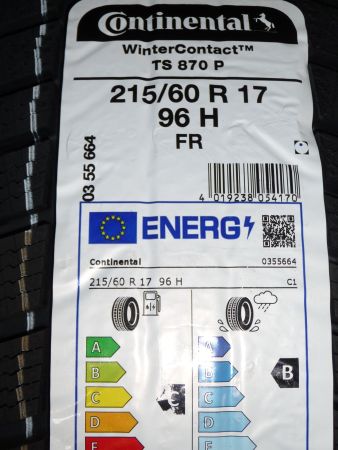 Continental
WinterContact™
TS 870 P
215/60 R 17
96 H
FR
03 55 664
4 019238 054170
ENERG
Continental 0355664
215/60 R 17 96 H C1
A
B
C
D
E
A
B
C
D
E
B